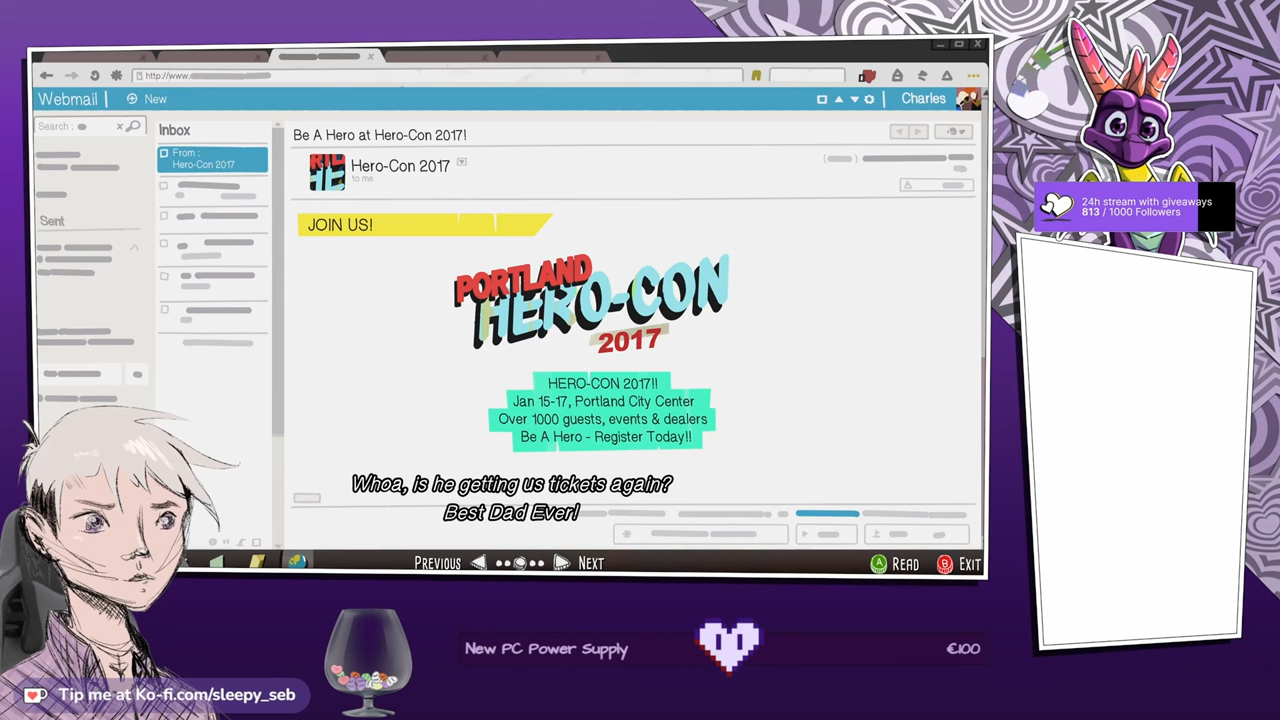 http://www.
Webmail
New
Charles
Search :
Inbox
Be A Hero at Hero-Con 2017!
From :
Hero-Con 2017
Hero-Con 2017
to me
Sent
JOIN US!
PORTLAND
HERO-CON
2017
HERO-CON 2017!!
Jan 15-17, Portland City Center
Over 1000 guests, events & dealers
Be A Hero - Register Today!!
Whoa, is he getting us tickets again?
Best Dad Ever!
PREVIOUS
NEXT
A READ
B EXIT
24h stream with giveaways
813 / 1000 Followers
New PC Power Supply
€100
Tip me at Ko-fi.com/sleepy_seb